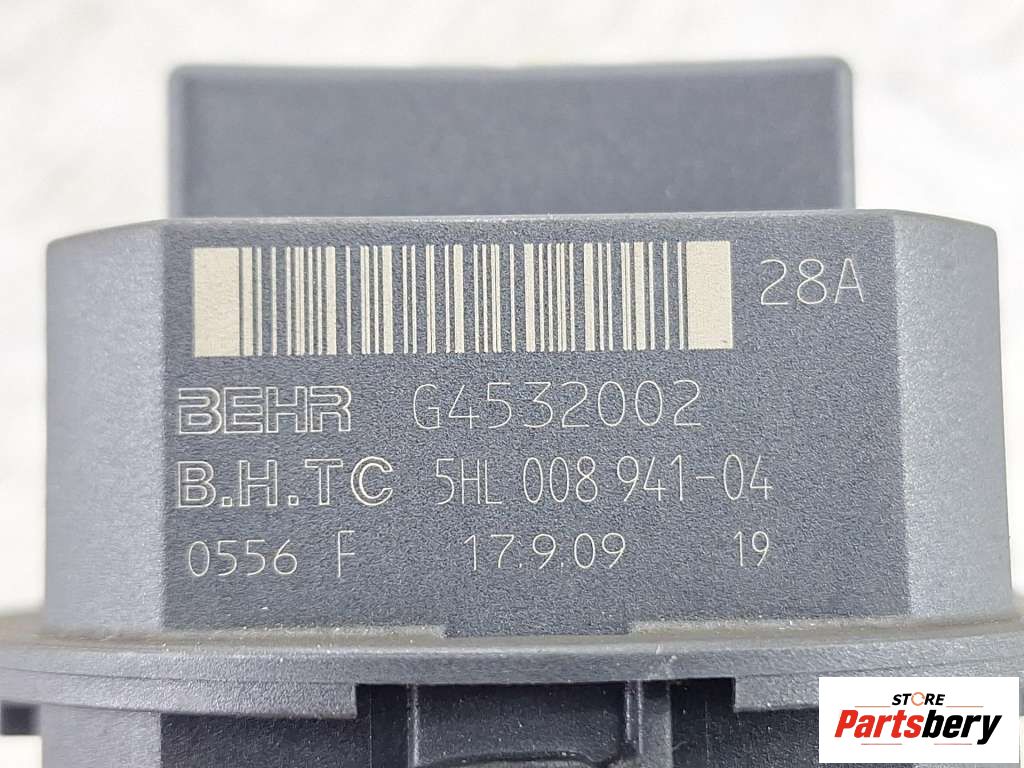 28A
BEHR G4532002
B.H.TC 5HL 008 941-04
0556 F 17.9.09 19
STORE
Partsbery